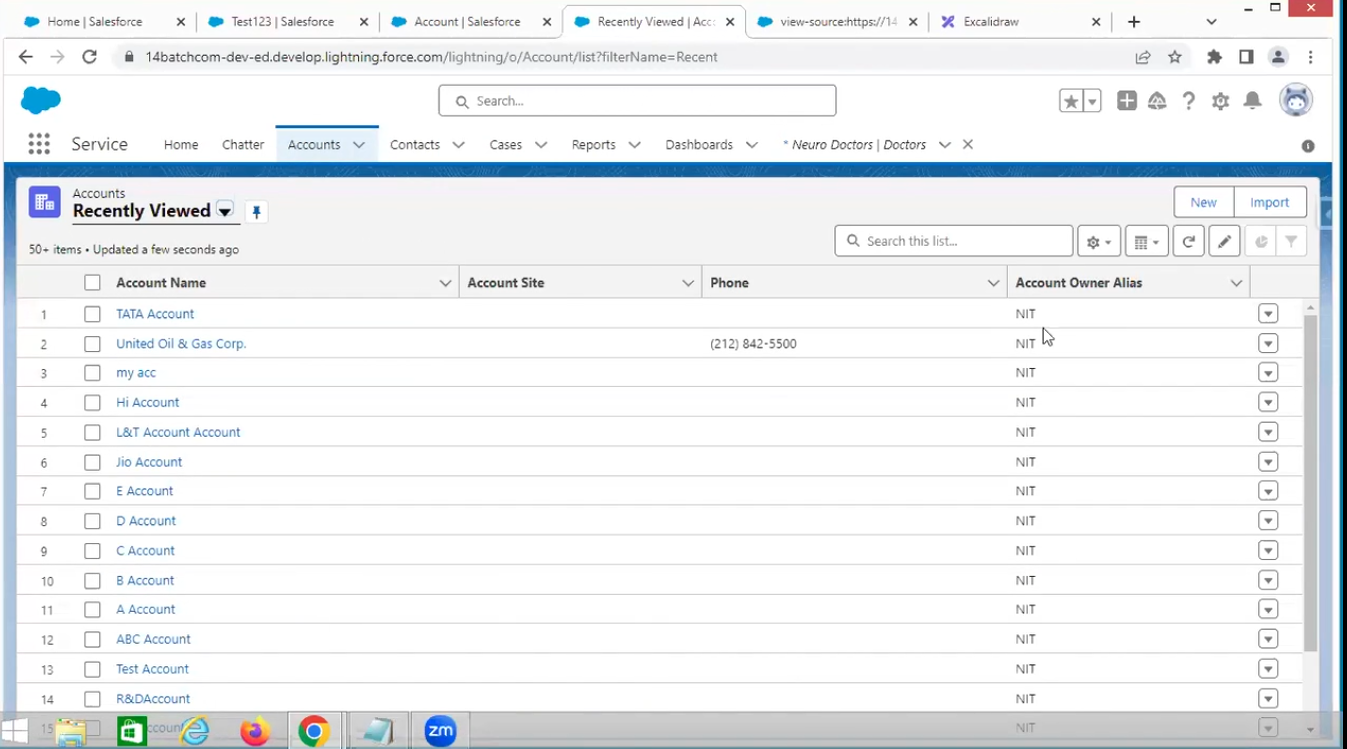 Home | Salesforce
Test123 | Salesforce
Account | Salesforce
Recently Viewed | Acc
view-source:https://14
Excalidraw
14batchcom-dev-ed.develop.lightning.force.com/lightning/o/Account/list?filterName=Recent
Search...
Service
Home
Chatter
Accounts
Contacts
Cases
Reports
Dashboards
* Neuro Doctors | Doctors
Accounts
Recently Viewed
New
Import
50+ items • Updated a few seconds ago
Search this list...
Account Name
Account Site
Phone
Account Owner Alias
1 TATA Account NIT
2 United Oil & Gas Corp. (212) 842-5500 NIT
3 my acc NIT
4 Hi Account NIT
5 L&T Account Account NIT
6 Jio Account NIT
7 E Account NIT
8 D Account NIT
9 C Account NIT
10 B Account NIT
11 A Account NIT
12 ABC Account NIT
13 Test Account NIT
14 R&DAccount NIT
15 NIT
zm